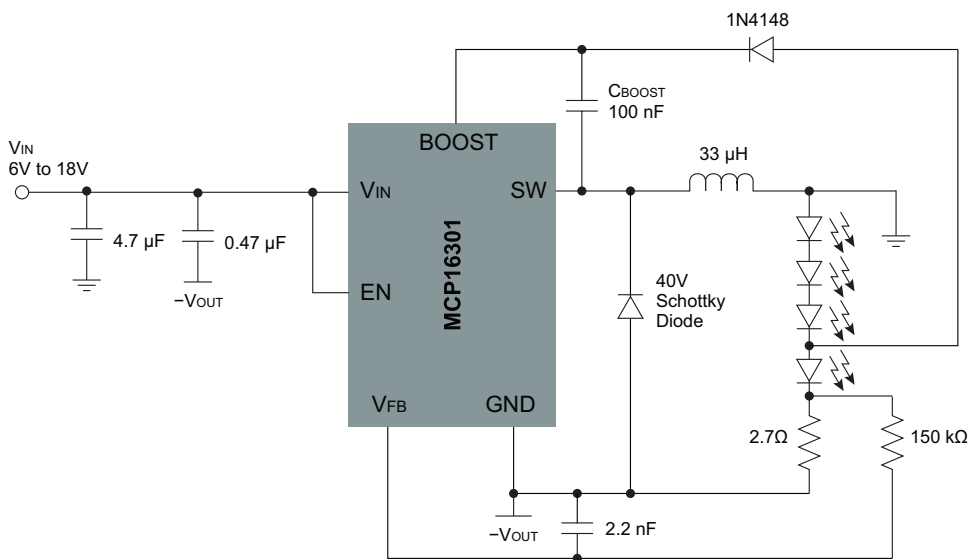 1N4148
CBOOST
100 nF
BOOST
VIN
6V to 18V
33 µH
VIN
SW
4.7 µF
0.47 µF
MCP16301
40V
Schottky
Diode
EN
–VOUT
VFB
GND
2.7Ω
150 kΩ
–VOUT
2.2 nF